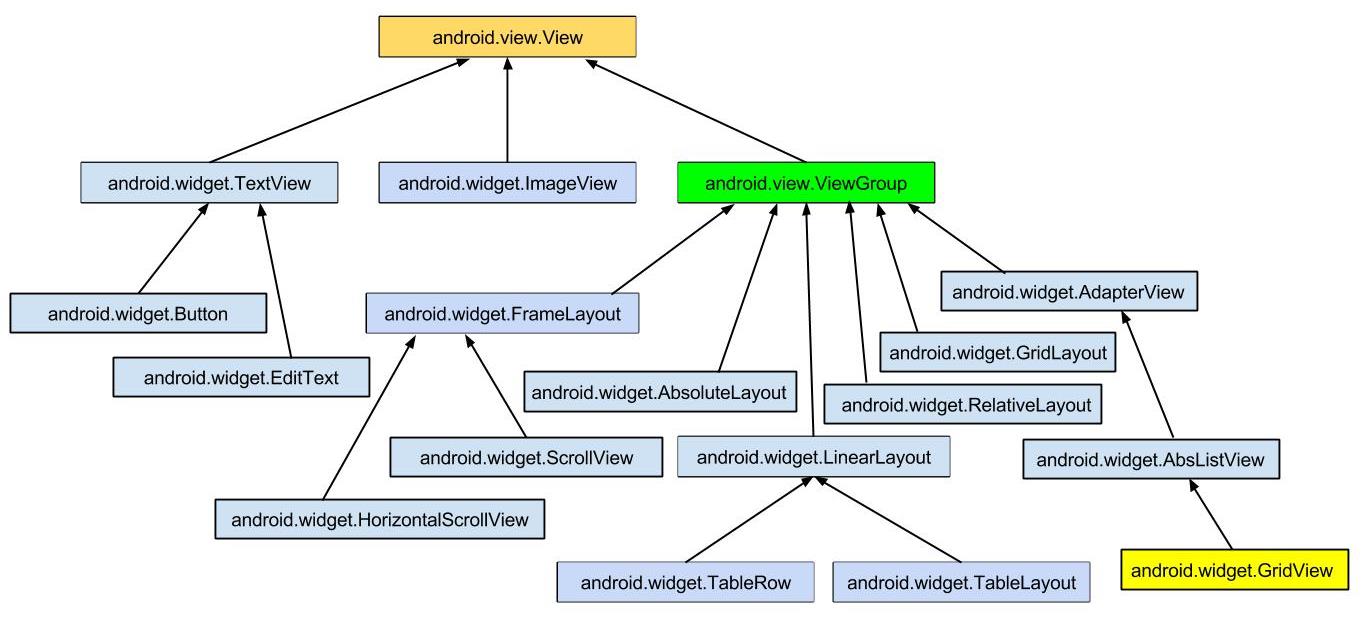 android.view.View
android.widget.TextView
android.widget.ImageView
android.view.ViewGroup
android.widget.AdapterView
android.widget.Button
android.widget.FrameLayout
android.widget.GridLayout
android.widget.EditText
android.widget.AbsoluteLayout
android.widget.RelativeLayout
android.widget.ScrollView
android.widget.LinearLayout
android.widget.AbsListView
android.widget.HorizontalScrollView
android.widget.TableRow
android.widget.TableLayout
android.widget.GridView